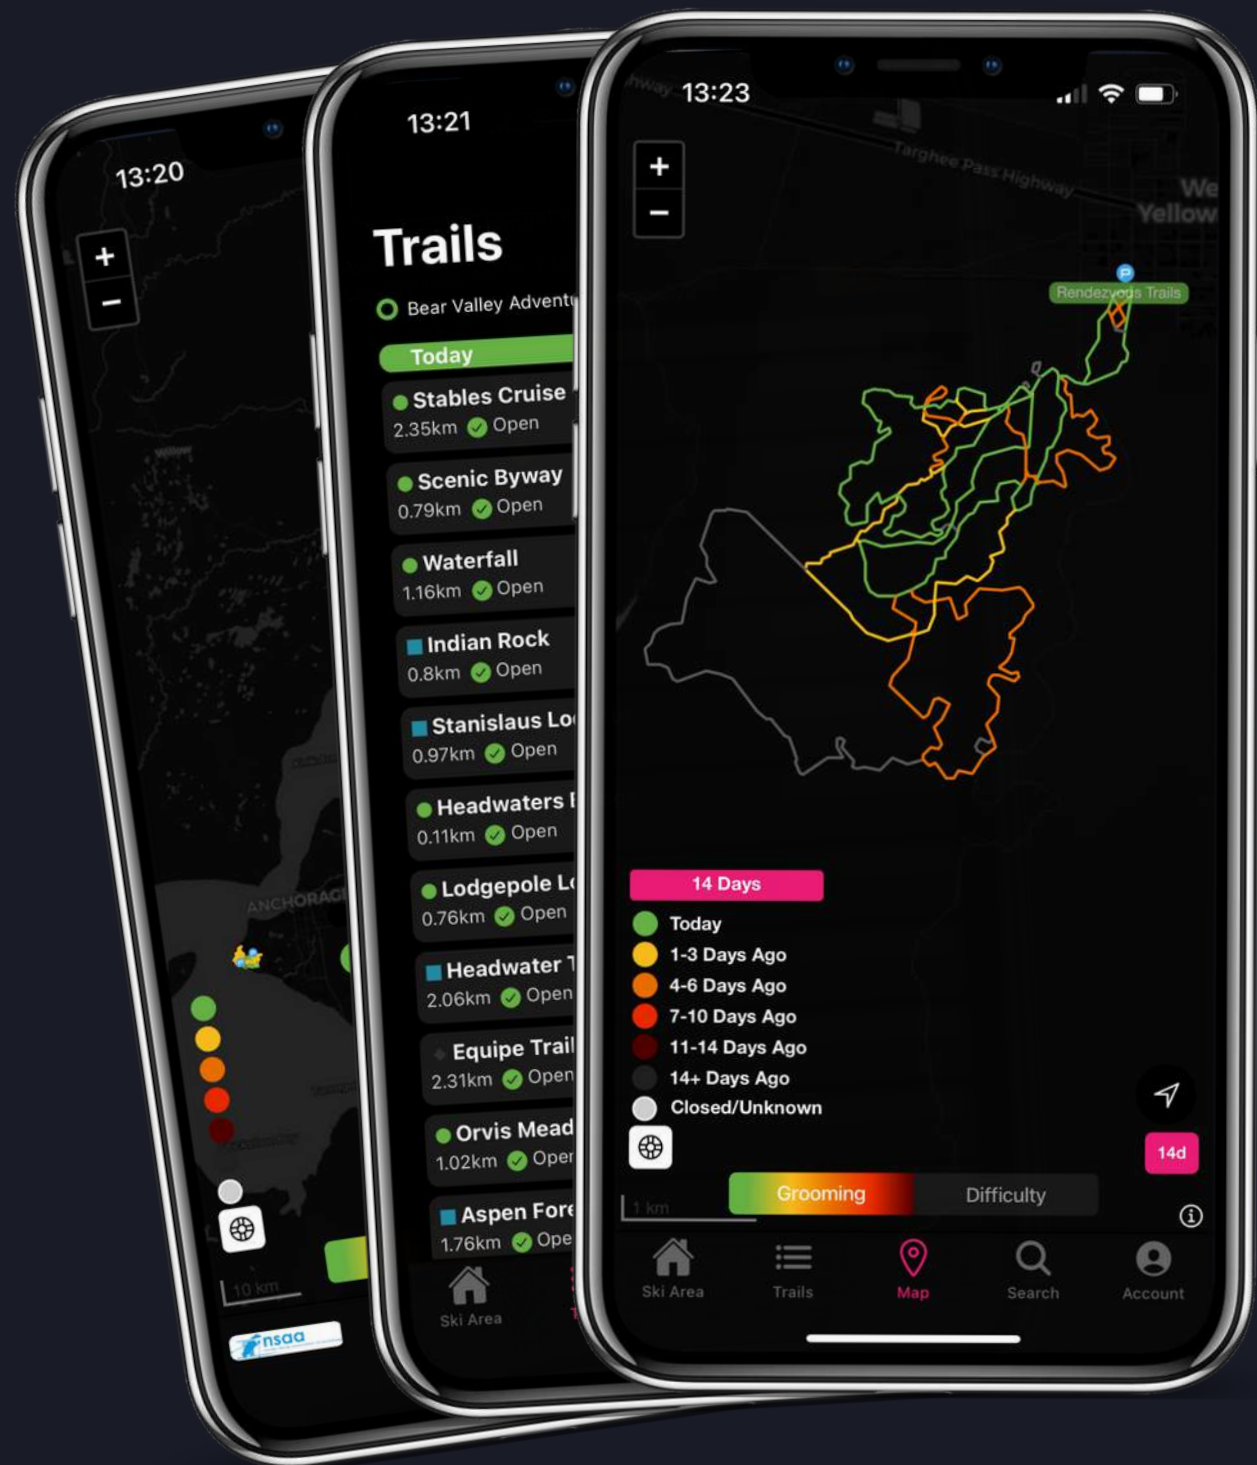 13:20
+
−
Willow
ANCHORAG
10 km
nsaa
13:21
Trails
Bear Valley Adventu
Today
Stables Cruise
2.35km Open
Scenic Byway
0.79km Open
Waterfall
1.16km Open
Indian Rock
0.8km Open
Stanislaus Lo
0.97km Open
Headwaters
0.11km Open
Lodgepole Lo
0.76km Open
Headwater T
2.06km Open
Equipe Trail
2.31km Open
Orvis Mead
1.02km Open
Aspen Fore
1.76km Ope
Ski Area
13:23
+
−
hway
Targhee Pass Highway
We
Yellow
P
Rendezvous Trails
14 Days
Today
1-3 Days Ago
4-6 Days Ago
7-10 Days Ago
11-14 Days Ago
14+ Days Ago
Closed/Unknown
14d
Grooming
Difficulty
1 km
Ski Area
Trails
Map
Search
Account